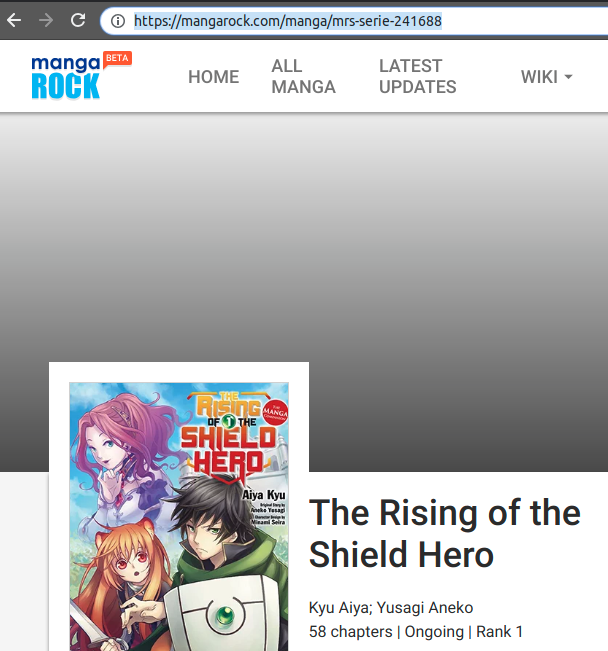 https://mangarock.com/manga/mrs-serie-241688
manga BETA
ROCK
HOME
ALL MANGA
LATEST UPDATES
WIKI
THE
RISING
OF THE
SHIELD
HERO
THE MANGA COMPANION
Aiya Kyu
Original Story by
Aneko Yusagi
Character Design by
Minami Seira
The Rising of the
Shield Hero
Kyu Aiya; Yusagi Aneko
58 chapters | Ongoing | Rank 1